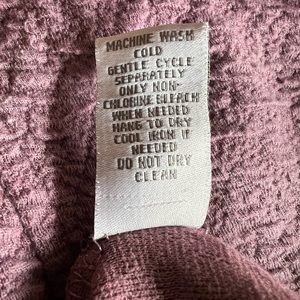 MACHINE WASH
COLD
GENTLE CYCLE
SEPARATELY
ONLY NON-
CHLORINE BLEACH
WHEN NEEDED
HANG TO DRY
COOL IRON IF
NEEDED
DO NOT DRY
CLEAN